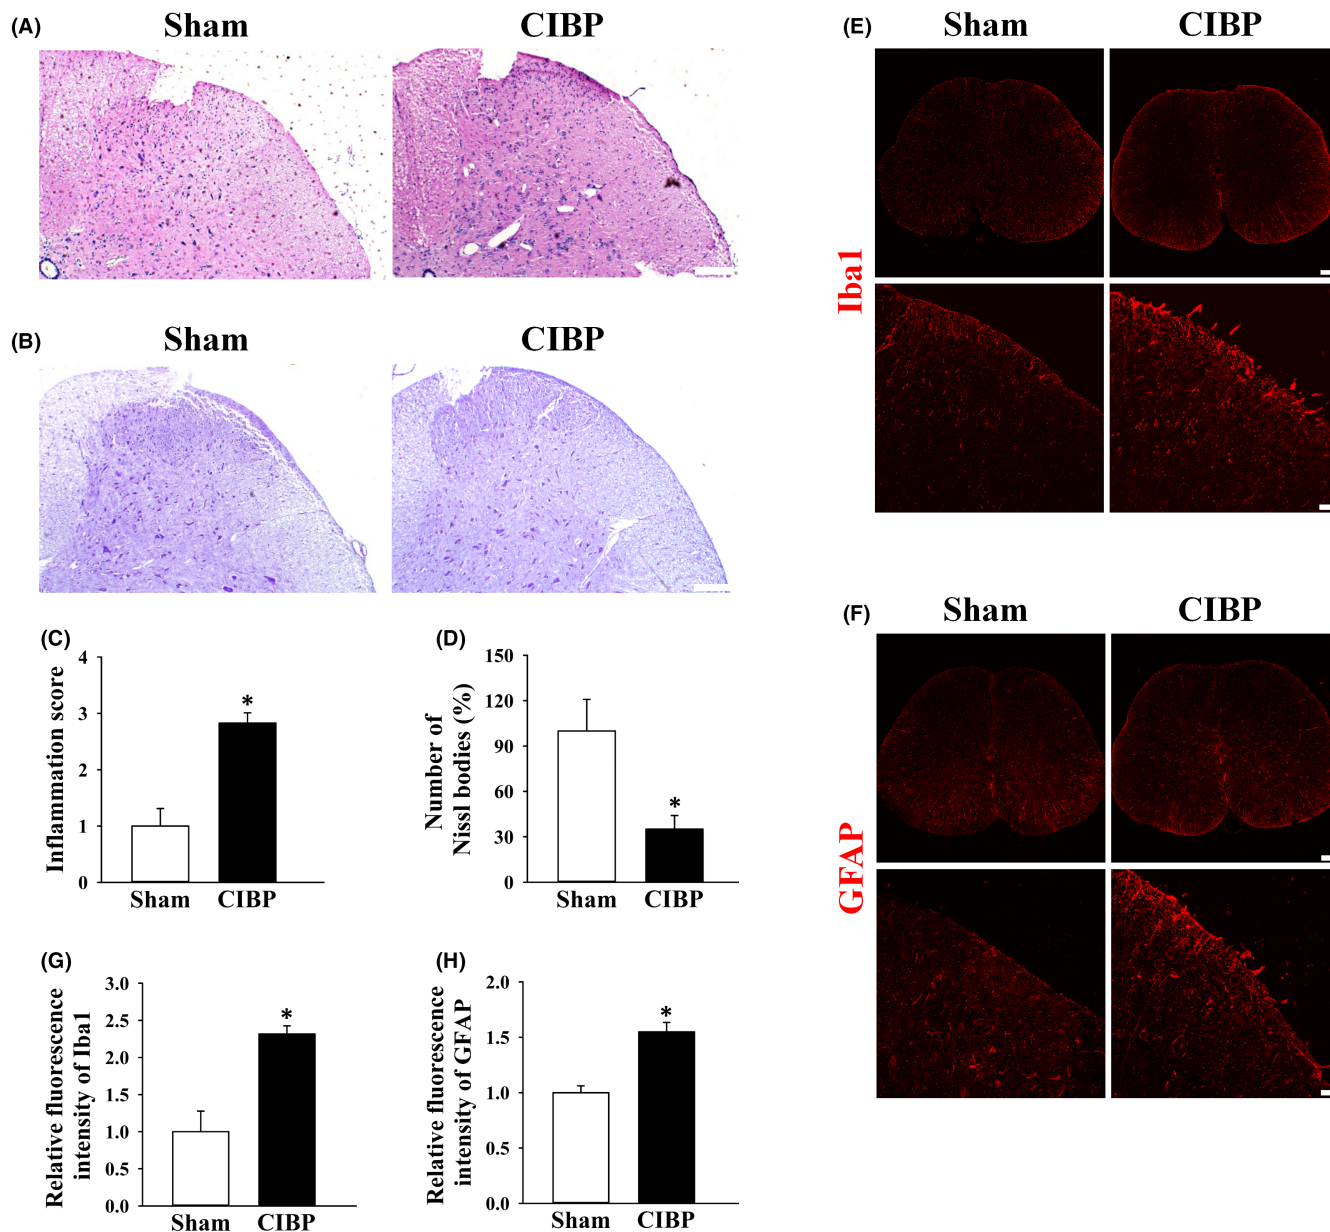 (A)
Sham
CIBP
(B)
Sham
CIBP
(C)
Inflammation score
4
3
2
1
0
Sham
CIBP
*
(D)
Number of
Nissl bodies (%)
150
120
90
60
30
0
Sham
CIBP
*
(G)
Relative fluorescence
intensity of Iba1
3.0
2.5
2.0
1.5
1.0
0.5
0.0
Sham
CIBP
*
(H)
Relative fluorescence
intensity of GFAP
2.0
1.5
1.0
0.5
0.0
Sham
CIBP
*
(E)
Sham
CIBP
Iba1
(F)
Sham
CIBP
GFAP